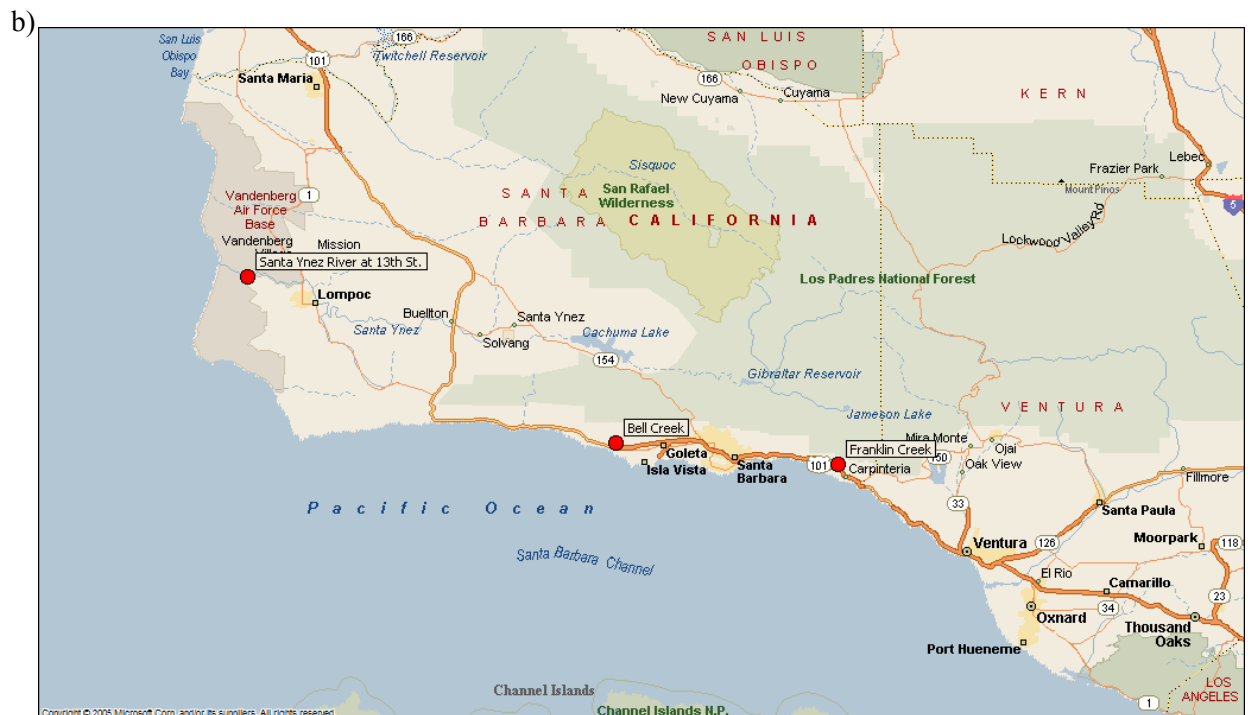 b)
San Luis
Obispo
Bay
166
Twitchell Reservoir
101
Santa Maria
SAN LUIS
OBISPO
166
New Cuyama
Cuyama
KERN
Lebec
Frazier Park
Mount Pinos
5
Lockwood Valley Rd
Sisquoc
San Rafael
Wilderness
SANTA
BARBARA
CALIFORNIA
Vandenberg
Air Force
Base
1
Vandenberg
Mission
Santa Ynez River at 13th St.
Lompoc
Los Padres National Forest
Buellton
Santa Ynez
Santa Ynez
Solvang
Cachuma Lake
154
Gibraltar Reservoir
VENTURA
Jameson Lake
Bell Creek
Franklin Creek
Mira Monte
Ojai
150
Oak View
Goleta
Isla Vista
Santa
Barbara
101
Carpinteria
Fillmore
Pacific Ocean
33
Santa Paula
Santa Barbara Channel
Ventura
126
Moorpark
118
El Rio
Camarillo
23
34
Oxnard
Thousand
Oaks
Port Hueneme
LOS
ANGELES
1
Channel Islands
Channel Islands N.P.
Copyright © 2005 Microsoft Corp. and/or its suppliers. All rights reserved.